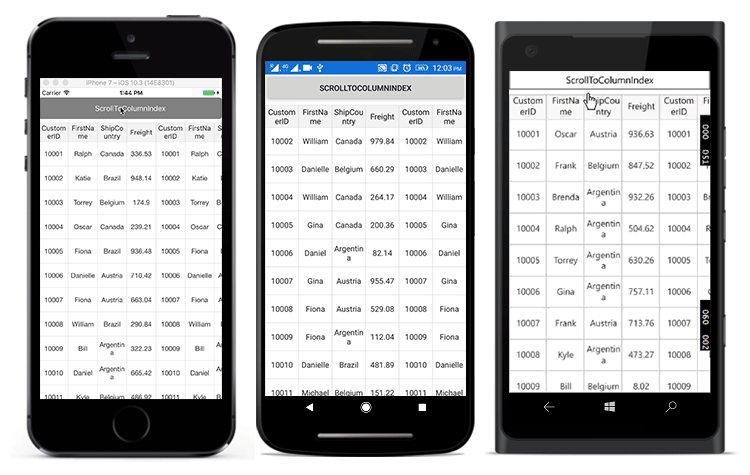 iPhone 7 – iOS 10.3 (14E8301)
Carrier 1:44 PM
ScrollToColumnIndex
CustomerID FirstName ShipCountry Freight CustomerID FirstName
10001 Ralph Canada 336.53 10001 Ralph
10002 Katie Brazil 948.14 10002 Katie
10003 Torrey Belgium 174.9 10003 Torrey
10004 Oscar Canada 239.21 10004 Oscar
10005 Fiona Brazil 936.48 10005 Fiona
10006 Danielle Austria 710.42 10006 Danielle
10007 Fiona Austria 663.04 10007 Fiona
10008 William Brazil 290.84 10008 William
10009 Bill Argentina 322.23 10009 Bill
10010 Daniel Argentina 665.42 10010 Daniel
10011 Kyle Belgium 486.92 10011 Kyle
12:03 PM
SCROLLTOCOLUMNINDEX
CustomerID FirstName ShipCountry Freight CustomerID FirstName
10002 William Canada 979.84 10002 William
10003 Danielle Belgium 660.29 10003 Danielle
10004 William Canada 264.17 10004 William
10005 Gina Canada 200.36 10005 Gina
10006 Daniel Argentina 82.14 10006 Daniel
10007 Gina Austria 955.47 10007 Gina
10008 Fiona Austria 529.08 10008 Fiona
10009 Fiona Argentina 112.04 10009 Fiona
10010 Danielle Brazil 481.89 10010 Danielle
10011 Michael Belgium 151.22 10011 Michael
ScrollToColumnIndex
CustomerID FirstName ShipCountry Freight CustomerID
10001 Oscar Austria 936.63 10001
10002 Frank Belgium 847.52 10002
10003 Brenda Argentina 932.26 10003
10004 Ralph Argentina 504.62 10004
10005 Torrey Argentina 630.26 10005
10006 Gina Argentina 757.11 10006
10007 Frank Austria 713.76 10007
10008 Kyle Argentina 473.27 10008
10009 Bill Belgium 8.02 10009
000 051
060 002